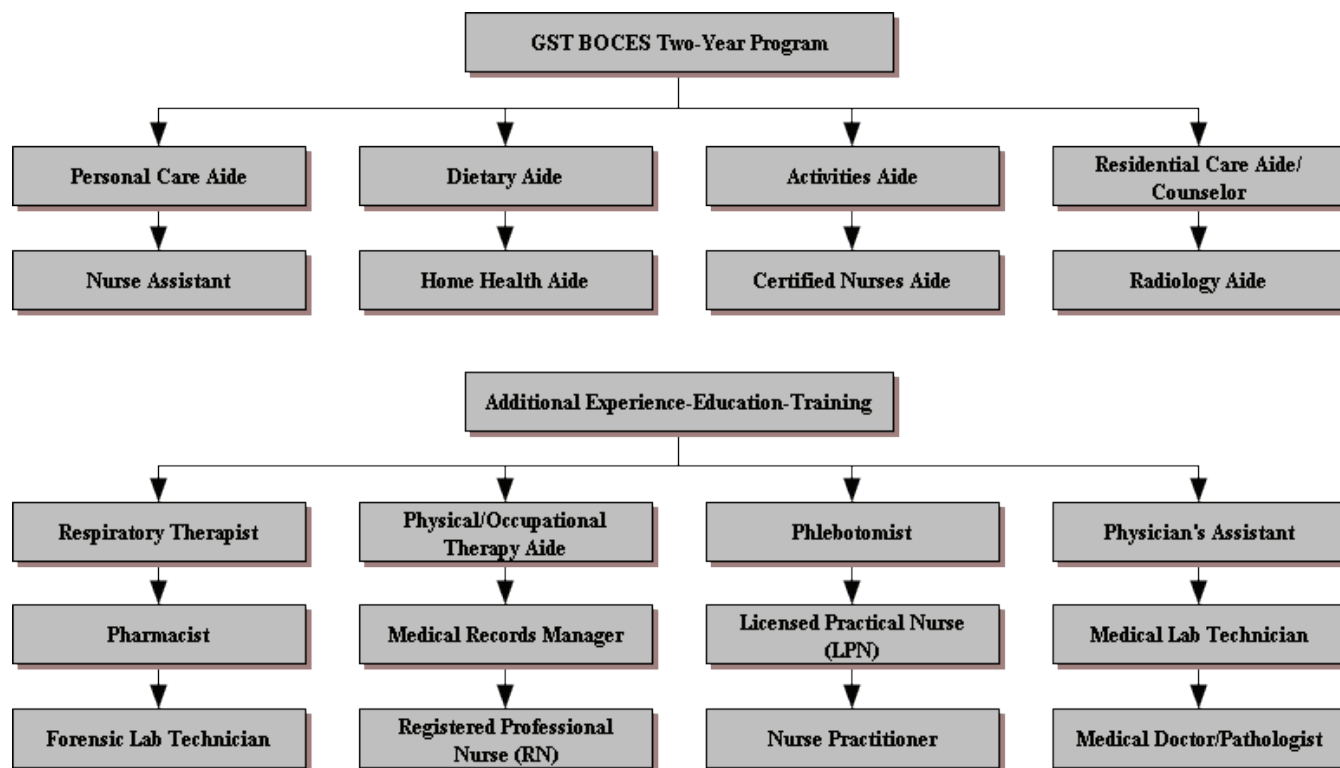 GST BOCES Two-Year Program
Personal Care Aide
Dietary Aide
Activities Aide
Residential Care Aide/
Counselor
Nurse Assistant
Home Health Aide
Certified Nurses Aide
Radiology Aide
Additional Experience-Education-Training
Respiratory Therapist
Physical/Occupational
Therapy Aide
Phlebotomist
Physician's Assistant
Pharmacist
Medical Records Manager
Licensed Practical Nurse
(LPN)
Medical Lab Technician
Forensic Lab Technician
Registered Professional
Nurse (RN)
Nurse Practitioner
Medical Doctor/Pathologist